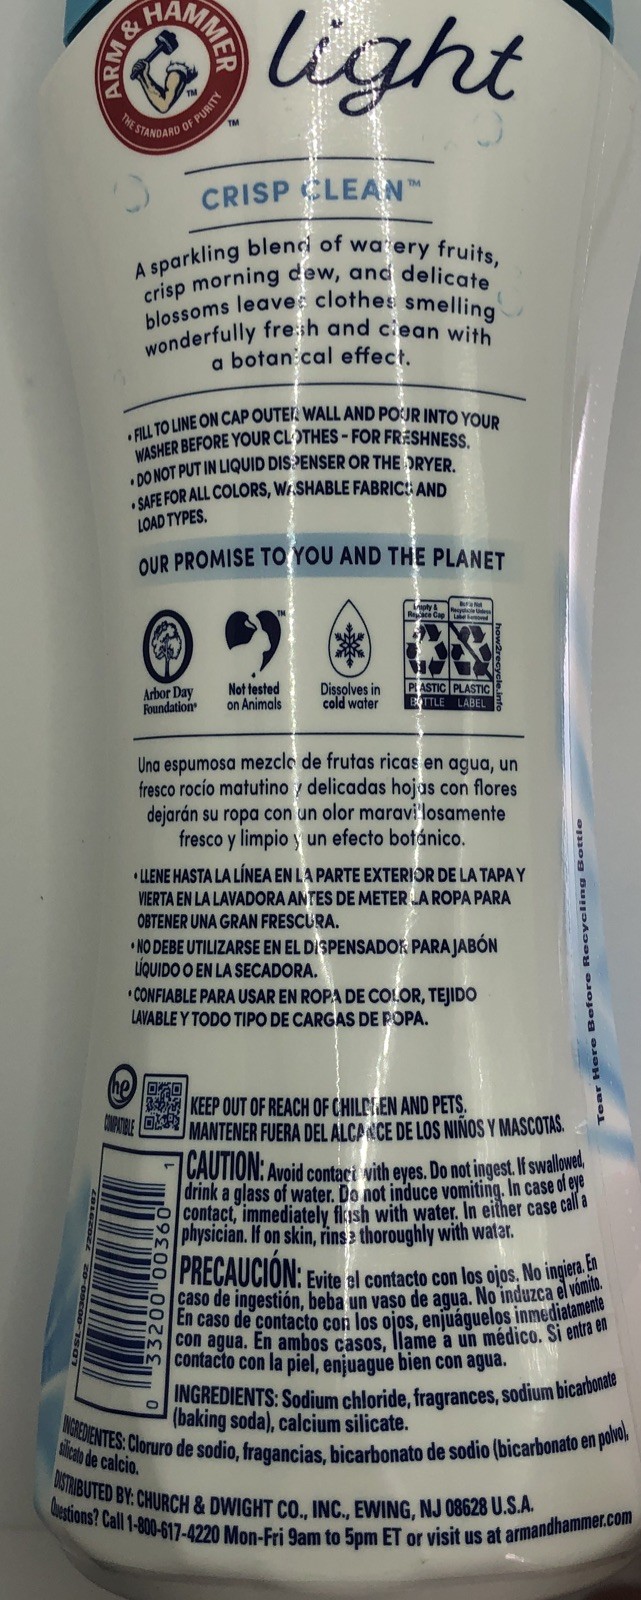 ARM & HAMMER
THE STANDARD OF PURITY
TM
TM
light
CRISP CLEAN™
A sparkling blend of watery fruits,
crisp morning dew, and delicate
blossoms leaves clothes smelling
wonderfully fresh and clean with
a botanical effect.
• FILL TO LINE ON CAP OUTER WALL AND POUR INTO YOUR
WASHER BEFORE YOUR CLOTHES – FOR FRESHNESS.
• DO NOT PUT IN LIQUID DISPENSER OR THE DRYER.
• SAFE FOR ALL COLORS, WASHABLE FABRICS AND
LOAD TYPES.
OUR PROMISE TO YOU AND THE PLANET
Arbor Day
Foundation®
TM
Not tested
on Animals
Dissolves in
cold water
Empty &
Replace Cap
Bottle Not
Recyclable Unless
Label Removed
PLASTIC PLASTIC
BOTTLE LABEL
how2recycle.info
Una espumosa mezcla de frutas ricas en agua, un
fresco rocío matutino y delicadas hojas con flores
dejarán su ropa con un olor maravillosamente
fresco y limpio y un efecto botánico.
• LLENE HASTA LA LÍNEA EN LA PARTE EXTERIOR DE LA TAPA Y
VIERTA EN LA LAVADORA ANTES DE METER LA ROPA PARA
OBTENER UNA GRAN FRESCURA.
• NO DEBE UTILIZARSE EN EL DISPENSADOR PARA JABÓN
LÍQUIDO O EN LA SECADORA.
• CONFIABLE PARA USAR EN ROPA DE COLOR, TEJIDO
LAVABLE Y TODO TIPO DE CARGAS DE ROPA.
Tear Here Before Recycling Bottle
he
COMPATIBLE
KEEP OUT OF REACH OF CHILDREN AND PETS.
MANTENER FUERA DEL ALCANCE DE LOS NIÑOS Y MASCOTAS.
CAUTION: Avoid contact with eyes. Do not ingest. If swallowed,
drink a glass of water. Do not induce vomiting. In case of eye
contact, immediately flush with water. In either case call a
physician. If on skin, rinse thoroughly with water.
PRECAUCIÓN: Evite el contacto con los ojos. No ingiera. En
caso de ingestión, beba un vaso de agua. No induzca el vómito.
En caso de contacto con los ojos, enjuáguelos inmediatamente
con agua. En ambos casos, llame a un médico. Si entra en
contacto con la piel, enjuague bien con agua.
LDSL-00360-02 72029187
0 33200 00360 1
INGREDIENTS: Sodium chloride, fragrances, sodium bicarbonate
(baking soda), calcium silicate.
INGREDIENTES: Cloruro de sodio, fragancias, bicarbonato de sodio (bicarbonato en polvo),
silicato de calcio.
DISTRIBUTED BY: CHURCH & DWIGHT CO., INC., EWING, NJ 08628 U.S.A.
Questions? Call 1-800-617-4220 Mon-Fri 9am to 5pm ET or visit us at armandhammer.com